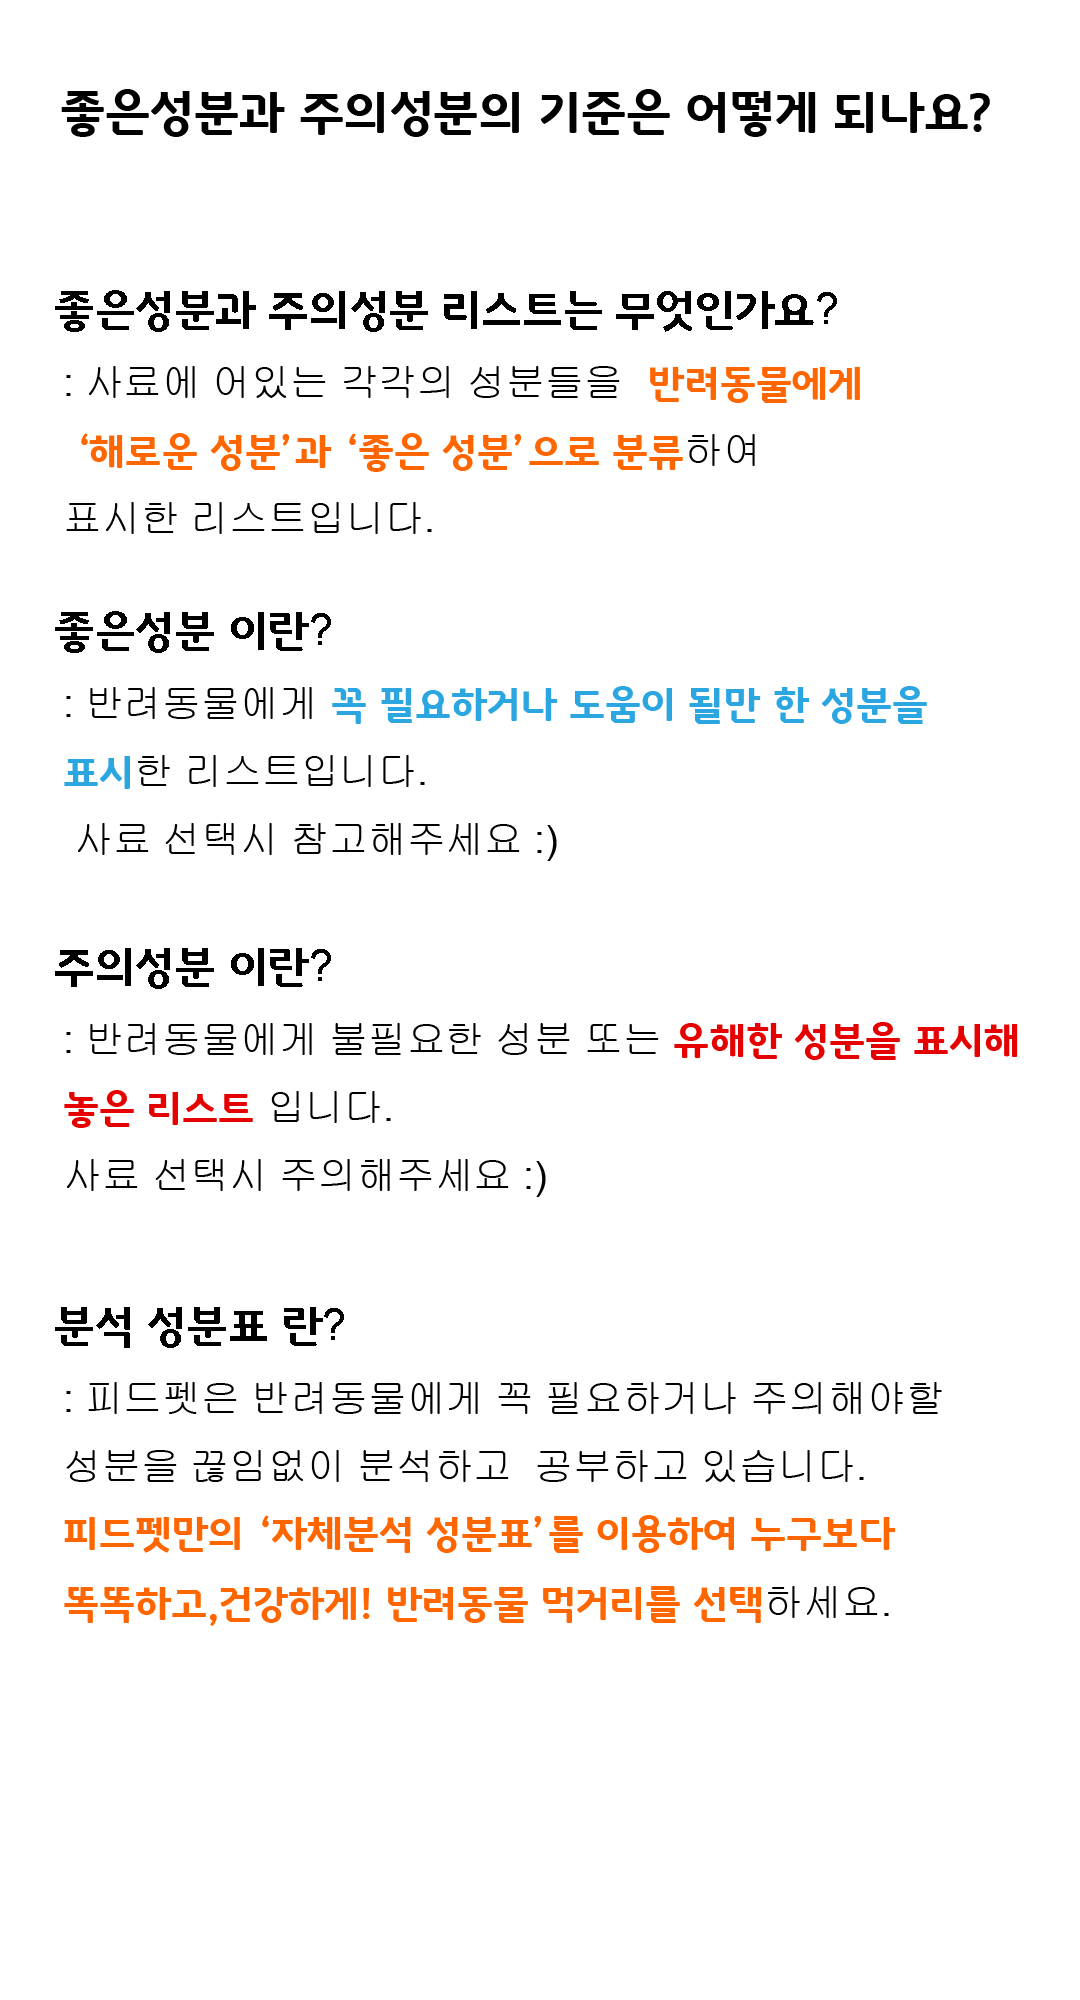 좋은성분과 주의성분의 기준은 어떻게 되나요?
좋은성분과 주의성분 리스트는 무엇인가요?
: 사료에 어있는 각각의 성분들을 반려동물에게
‘해로운 성분’과 ‘좋은 성분’으로 분류하여
표시한 리스트입니다.
좋은성분 이란?
: 반려동물에게 꼭 필요하거나 도움이 될만 한 성분을
표시한 리스트입니다.
사료 선택시 참고해주세요 :)
주의성분 이란?
: 반려동물에게 불필요한 성분 또는 유해한 성분을 표시해
놓은 리스트 입니다.
사료 선택시 주의해주세요 :)
분석 성분표 란?
: 피드펫은 반려동물에게 꼭 필요하거나 주의해야할
성분을 끊임없이 분석하고 공부하고 있습니다.
피드펫만의 ‘자체분석 성분표’를 이용하여 누구보다
똑똑하고,건강하게! 반려동물 먹거리를 선택하세요.